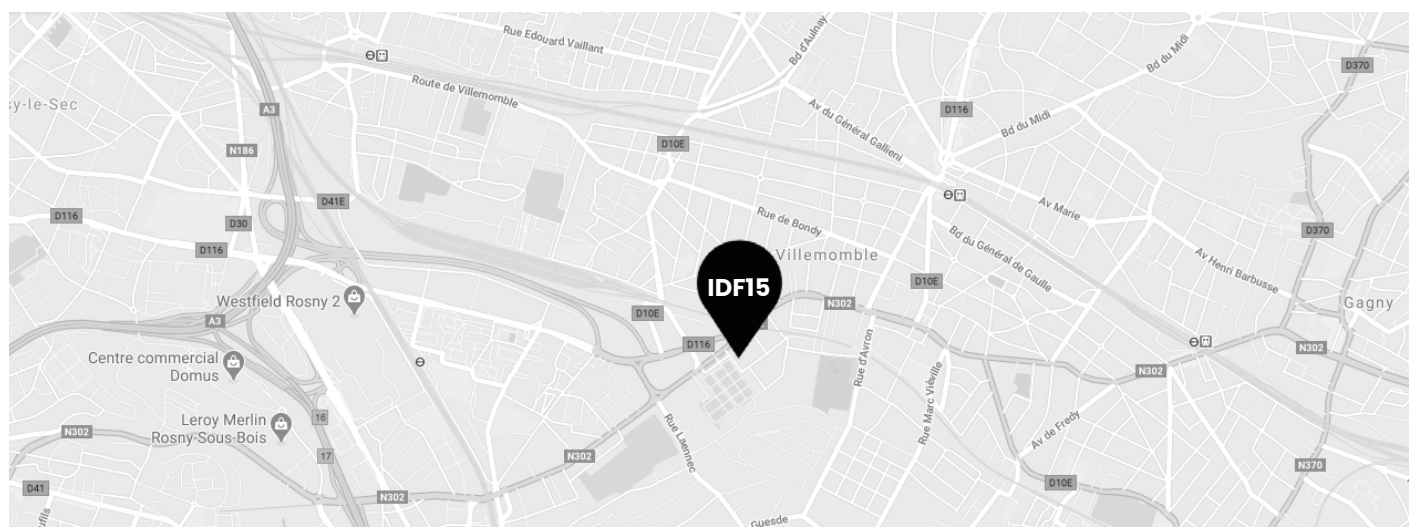 Rue Edouard Vaillant
Bd d'Aulnay
Bd du Midi
D370
sy-le-Sec
A3
Route de Villemomble
Av du Général Gallieni
D116
Bd du Midi
N186
D10E
D41E
D116
D30
D116
Rue de Bondy
Av Marie
D370
Villemomble
Bd du Général de Gaulle
Av Henri Barbusse
IDF15
Westfield Rosny 2
D10E
N302
D10E
Gagny
A3
D116
N302
Centre commercial
Domus
Rue d'Avron
N302
Rue Marc Viéville
16
Leroy Merlin
Rosny-Sous-Bois
Rue Laennec
Av de Fredy
N302
17
N302
N370
D41
N302
D10E
Guesde
ufils